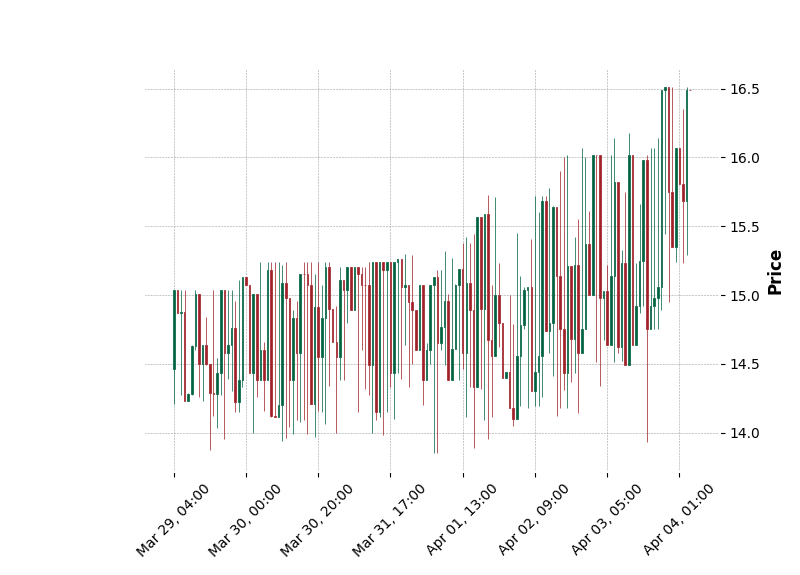 16.5
16.0
15.5
15.0
14.5
14.0
Price
Mar 29, 04:00
Mar 30, 00:00
Mar 30, 20:00
Mar 31, 17:00
Apr 01, 13:00
Apr 02, 09:00
Apr 03, 05:00
Apr 04, 01:00